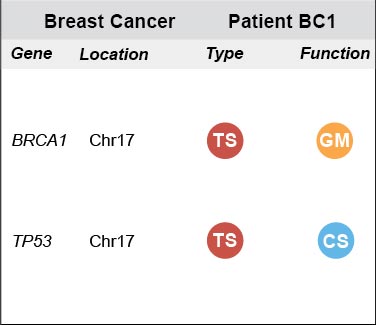 Breast Cancer Patient BC1
Gene Location Type Function
BRCA1 Chr17 TS GM
TP53 Chr17 TS CS